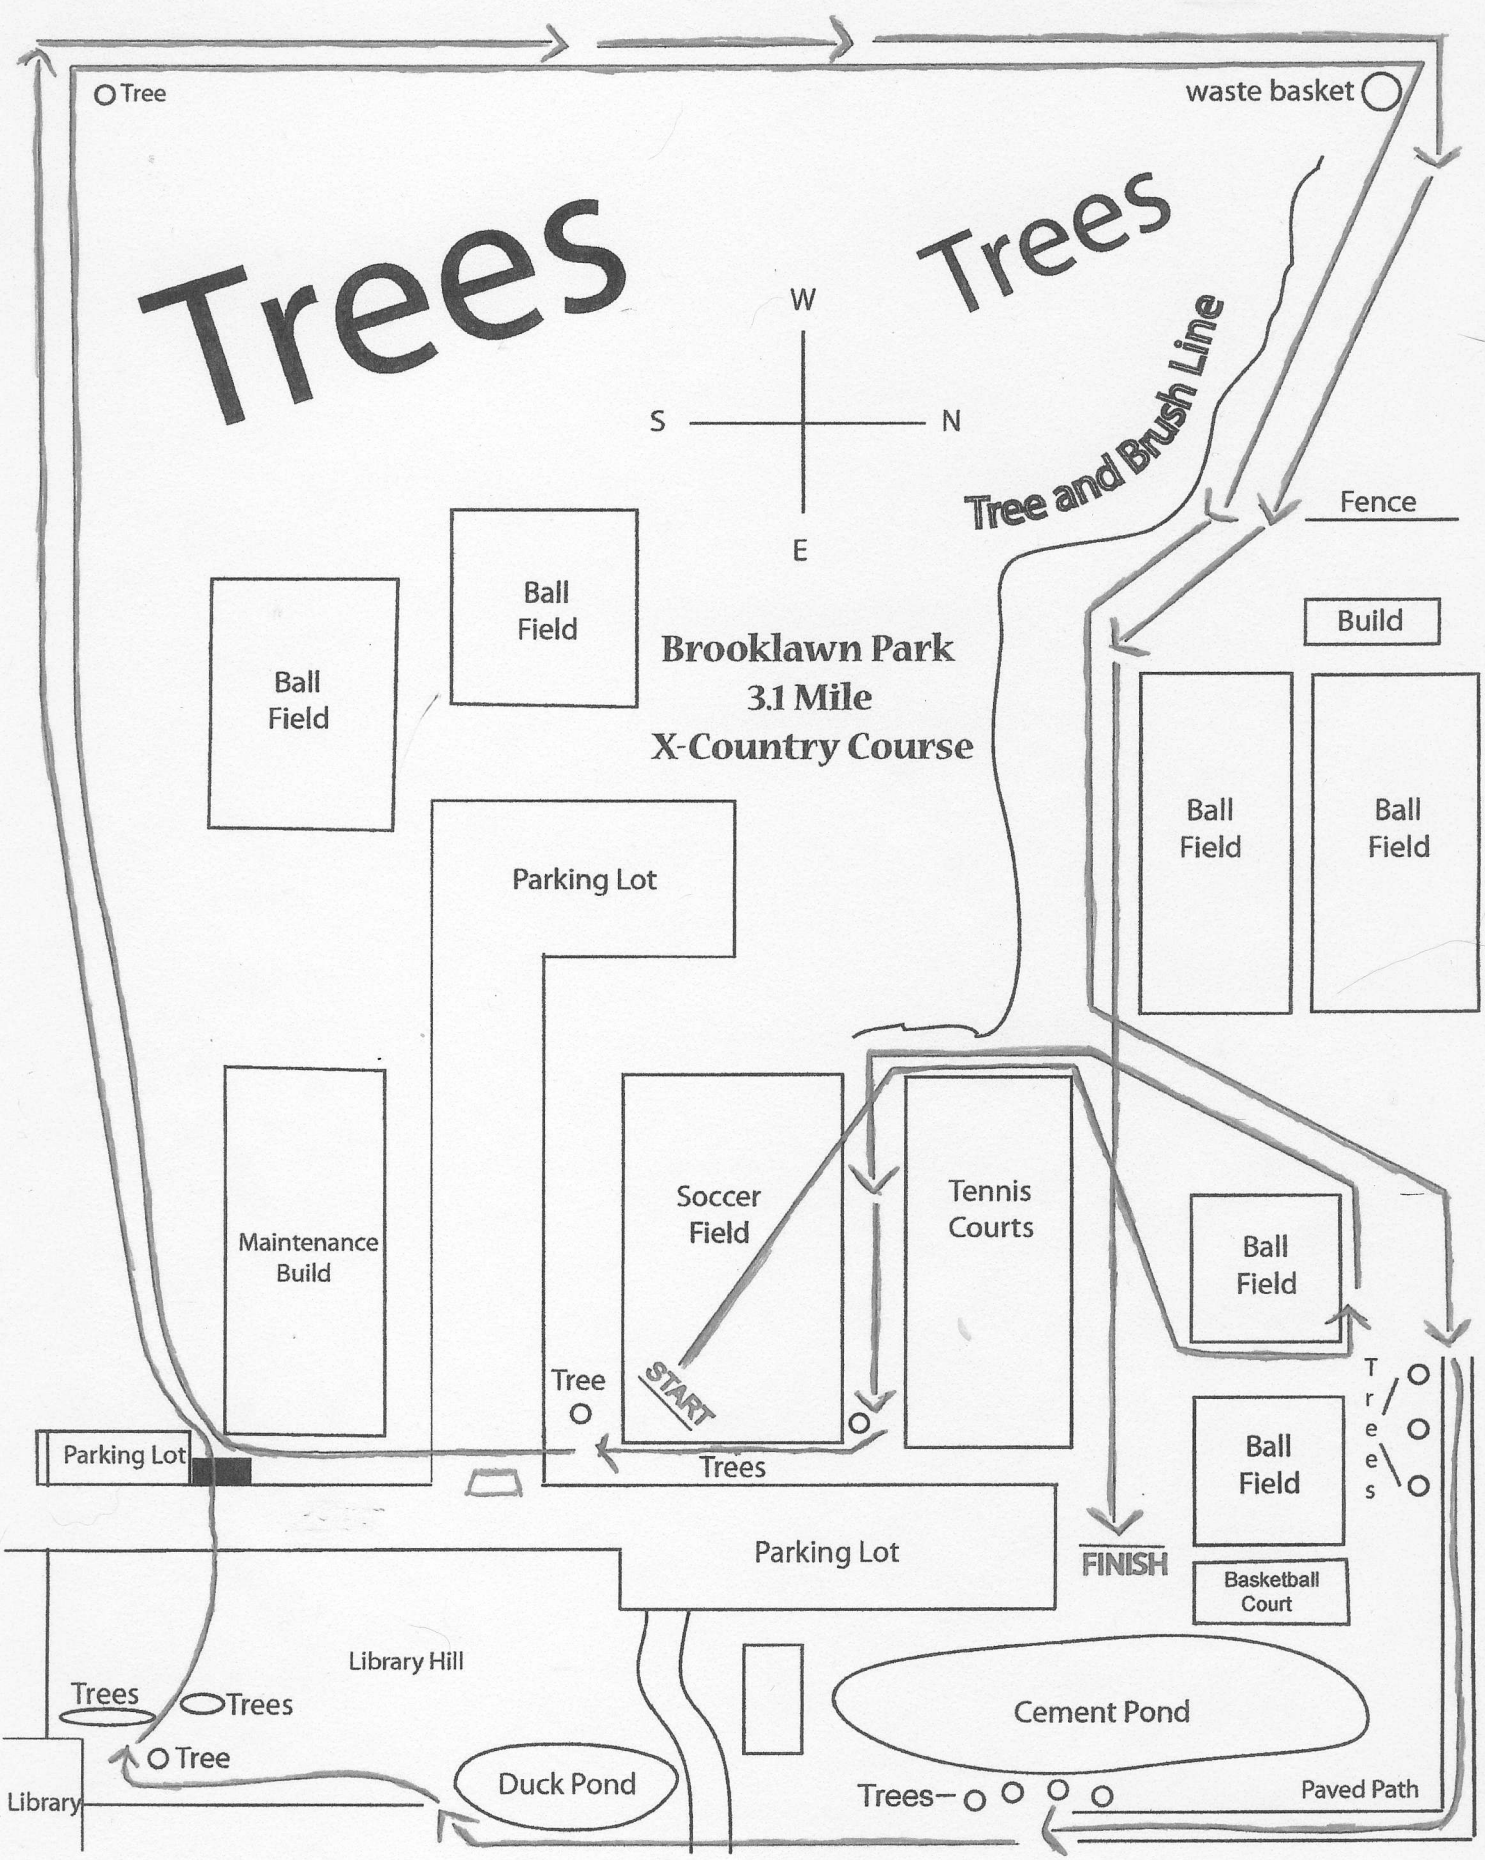 Tree
waste basket
Trees
Trees
W
S
N
E
Tree and Brush Line
Fence
Build
Ball
Field
Ball
Field
Brooklawn Park
3.1 Mile
X-Country Course
Ball
Field
Ball
Field
Parking Lot
Maintenance
Build
Soccer
Field
Tennis
Courts
Ball
Field
START
Tree
Trees
Trees
Parking Lot
Ball
Field
Parking Lot
FINISH
Basketball
Court
Library Hill
Trees
Trees
Tree
Cement Pond
Duck Pond
Trees
Paved Path
Library